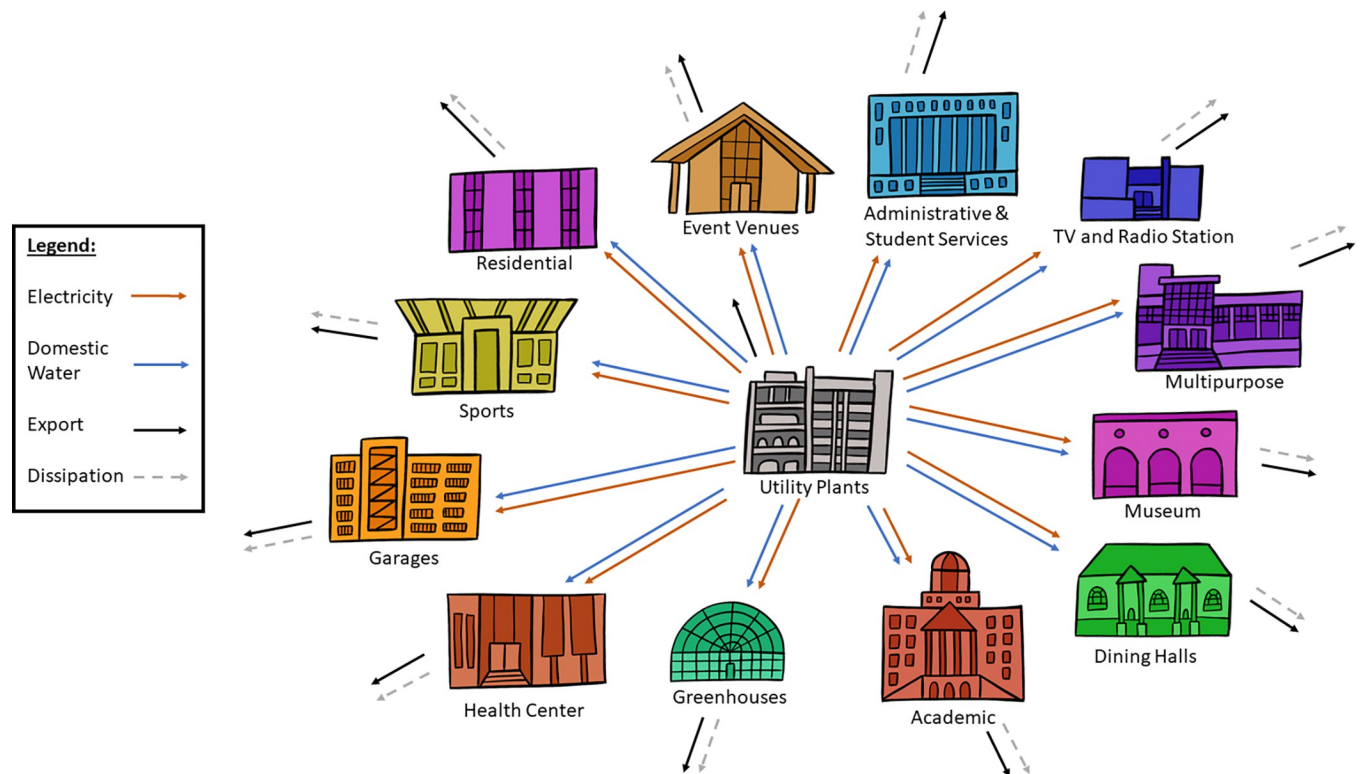 Legend:
Electricity
Domestic
Water
Export
Dissipation
Residential
Event Venues
Administrative &
Student Services
TV and Radio Station
Multipurpose
Sports
Utility Plants
Museum
Garages
Dining Halls
Health Center
Greenhouses
Academic